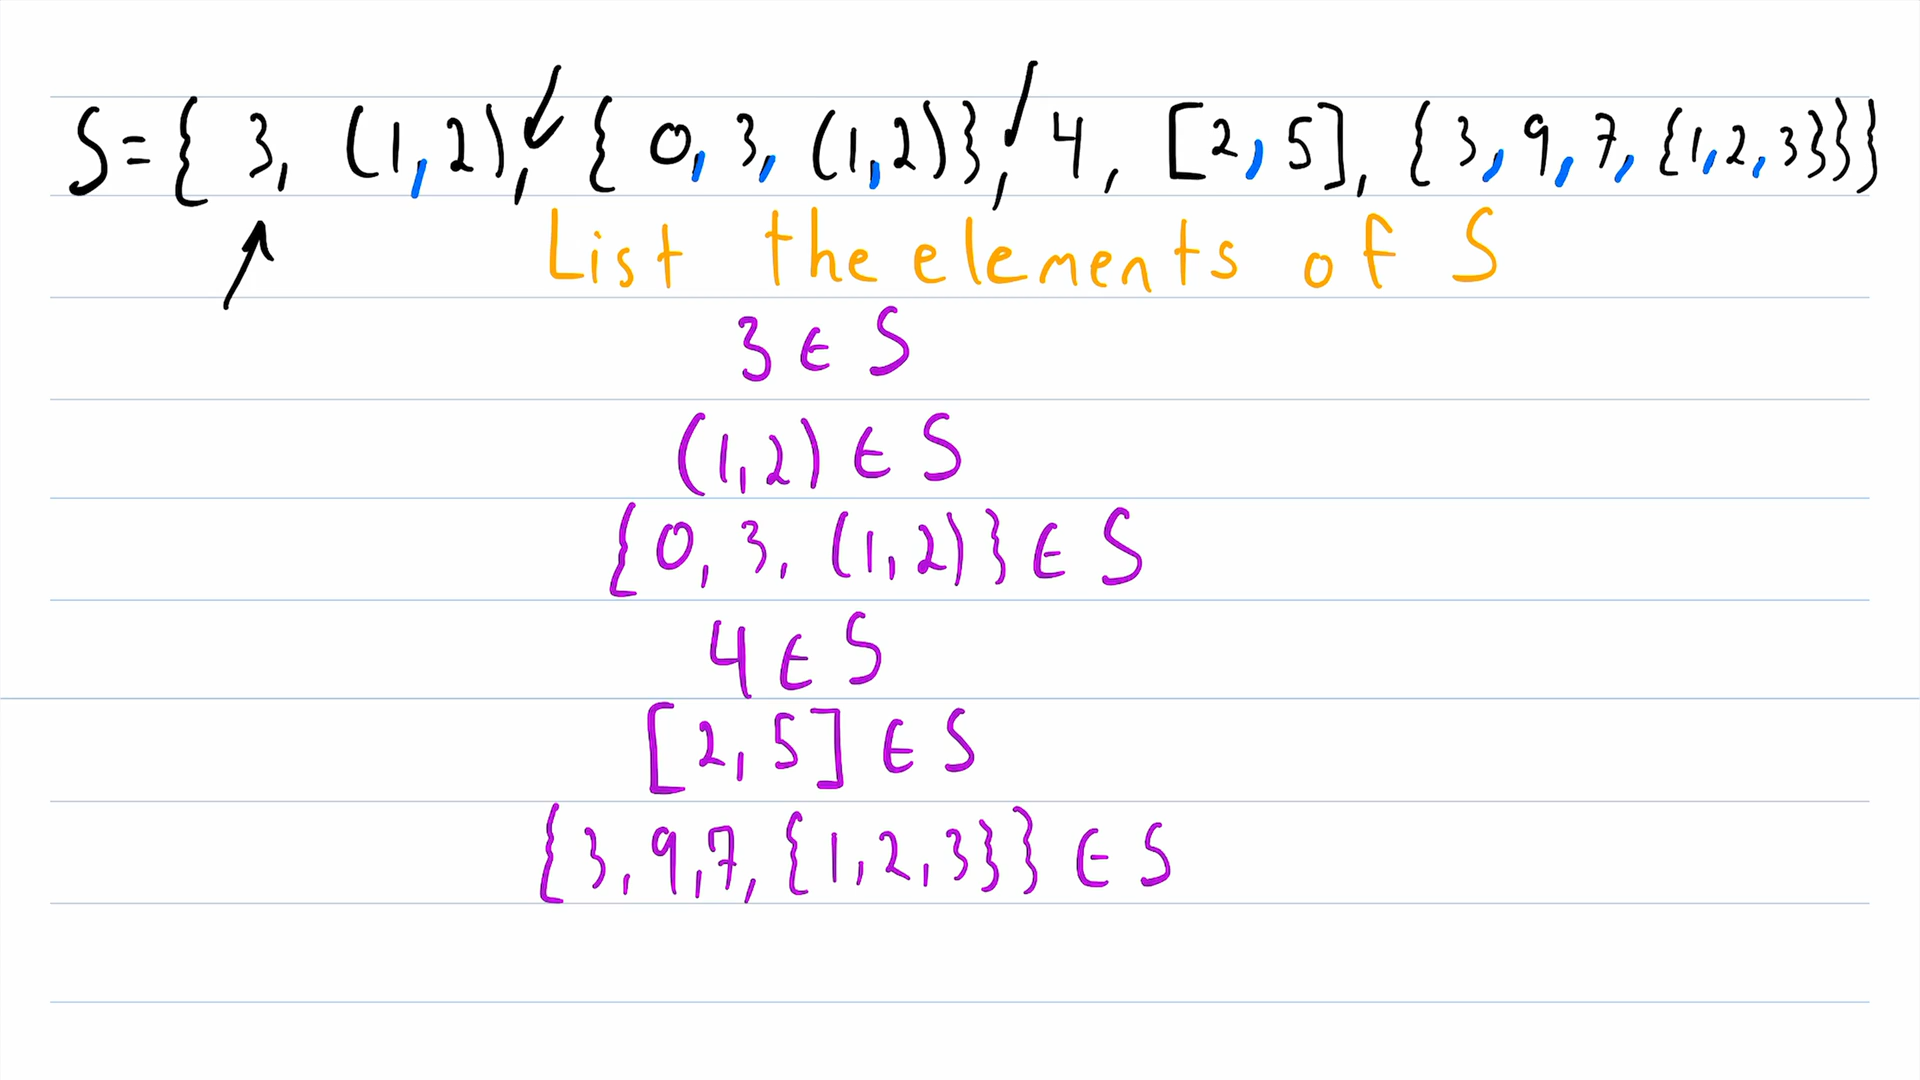 S = { 3, (1,2), { 0, 3, (1,2)}, 4, [2,5], {3,9,7,{1,2,3}}}
List the elements of S
3 ∈ S
(1,2) ∈ S
{0, 3, (1,2)} ∈ S
4 ∈ S
[2,5] ∈ S
{3,9,7,{1,2,3}} ∈ S